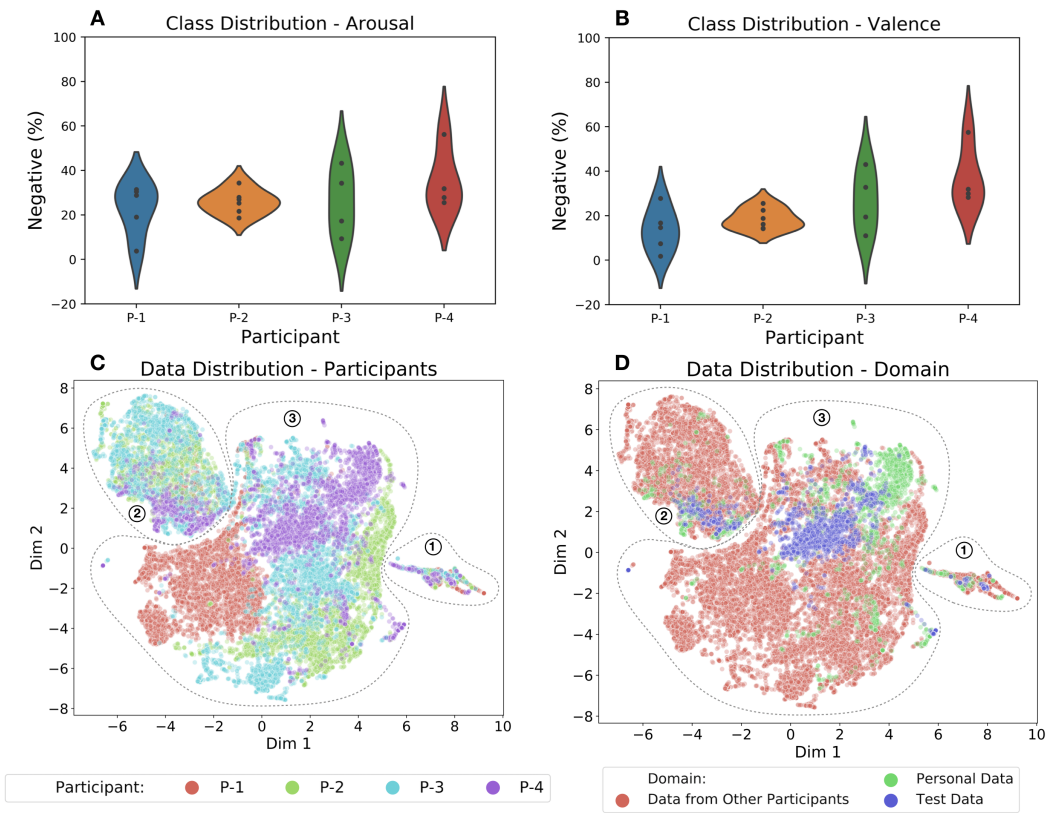 A
Class Distribution - Arousal
100
80
60
40
20
0
−20
Negative (%)
P-1 P-2 P-3 P-4
Participant
B
Class Distribution - Valence
100
80
60
40
20
0
−20
Negative (%)
P-1 P-2 P-3 P-4
Participant
C
Data Distribution - Participants
8
6
4
2
0
−2
−4
−6
−8
Dim 2
3
2
1
−6 −4 −2 0 2 4 6 8 10
Dim 1
Participant: P-1 P-2 P-3 P-4
D
Data Distribution - Domain
8
6
4
2
0
−2
−4
−6
−8
Dim 2
3
2
1
−6 −4 −2 0 2 4 6 8 10
Dim 1
Domain: Personal Data
Data from Other Participants Test Data